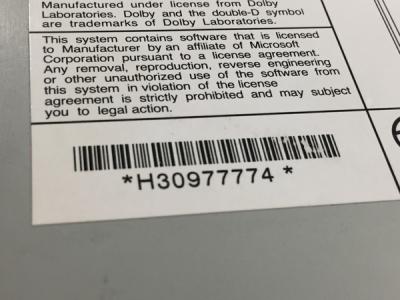 Manufactured under license from Dolby
Laboratories. Dolby and the double-D symbol
are trademarks of Dolby Laboratories.
This system contains software that is licensed
to Manufacturer by an affiliate of Microsoft
Corporation pursuant to a license agreement.
Any removal, reproduction, reverse engineering
or other unauthorized use of the software from
this system in violation of the license
agreement is strictly prohibited and may subject
you to legal action.
*H30977774*